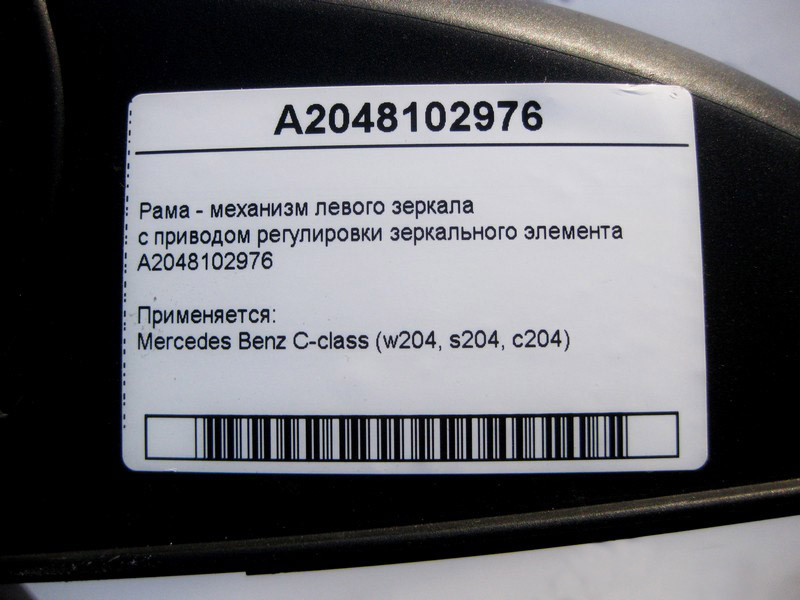 A2048102976
Рама - механизм левого зеркала
с приводом регулировки зеркального элемента
A2048102976
Применяется:
Mercedes Benz C-class (w204, s204, c204)